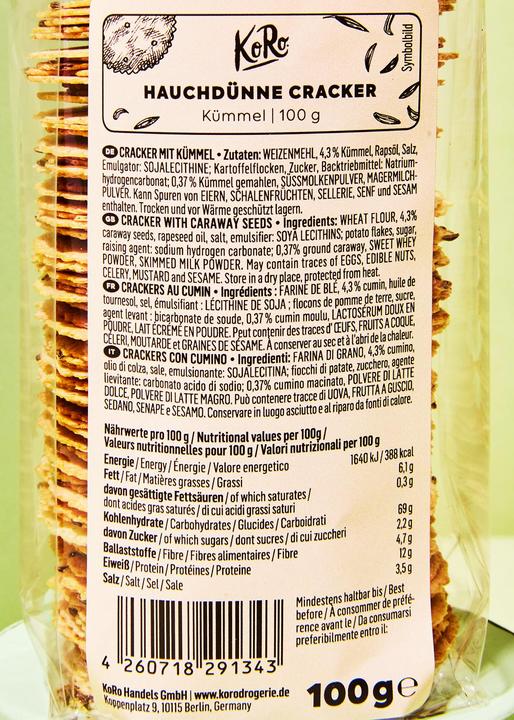 KoRo
Symbolbild
HAUCHDÜNNE CRACKER
Kümmel | 100 g
DE CRACKER MIT KÜMMEL • Zutaten: WEIZENMEHL, 4,3% Kümmel, Rapsöl, Salz,
Emulgator: SOJALECITHINE; Kartoffelflocken, Zucker, Backtriebmittel: Natrium-
hydrogencarbonat; 0,37% Kümmel gemahlen, SÜSSMOLKENPULVER, MAGERMILCH-
PULVER. Kann Spuren von EIERN, SCHALENFRÜCHTEN, SELLERIE, SENF und SESAM
enthalten. Trocken und vor Wärme geschützt lagern.
GB CRACKER WITH CARAWAY SEEDS • Ingredients: WHEAT FLOUR, 4,3%
caraway seeds, rapeseed oil, salt, emulsifier: SOYA LECITHINS; potato flakes, sugar,
raising agent: sodium hydrogen carbonate; 0,37% ground caraway, SWEET WHEY
POWDER, SKIMMED MILK POWDER. May contain traces of EGGS, EDIBLE NUTS,
CELERY, MUSTARD and SESAME. Store in a dry place, protected from heat.
FR CRACKERS AU CUMIN • Ingrédients : FARINE DE BLÉ, 4,3% cumin, huile de
tournesol, sel, émulsifiant : LÉCITHINE DE SOJA ; flocons de pomme de terre, sucre,
agent levant : bicarbonate de soude, 0,37 % cumin moulu, LACTOSÉRUM DOUX EN
POUDRE, LAIT ÉCRÉMÉ EN POUDRE. Peut contenir des traces d'ŒUFS, FRUITS A COQUE,
CÉLERI, MOUTARDE et GRAINES DE SÉSAME. À conserver au sec et à l'abri de la chaleur.
IT CRACKERS CON CUMINO • Ingredienti: FARINA DI GRANO, 4,3% cumino,
olio di colza, sale, emulsionante: SOJALECITINA; fiocchi di patate, zucchero, agente
lievitante: carbonato acido di sodio; 0,37% cumino macinato, POLVERE DI LATTE
DOLCE, POLVERE DI LATTE MAGRO. Può contenere tracce di UOVA, FRUTTA A GUSCIO,
SEDANO, SENAPE e SESAMO. Conservare in luogo asciutto e al riparo da fonti di calore.
Nährwerte pro 100 g / Nutritional values per 100g /
Valeurs nutritionnelles pour 100 g / Valori nutrizionali per 100 g
Energie / Energy / Énergie / Valore energetico 1640 kJ / 388 kcal
Fett / Fat / Matières grasses / Grassi 6,1 g
davon gesättigte Fettsäuren / of which saturates / 0,3 g
dont acides gras saturés / di cui acidi grassi saturi
Kohlenhydrate / Carbohydrates / Glucides / Carboidrati 69 g
davon Zucker / of which sugars / dont sucres / di cui zuccheri 2,2 g
Ballaststoffe / Fibre / Fibres alimentaires / Fibre 4,7 g
Eiweiß / Protein / Protéines / Proteine 12 g
Salz / Salt / Sel / Sale 3,5 g
Mindestens haltbar bis / Best
before / À consommer de préfé-
rence avant le / Da consumarsi
preferibilmente entro il:
4 260718 291343
KoRo Handels GmbH | www.korodrogerie.de
Koppenplatz 9, 10115 Berlin, Germany
100g e